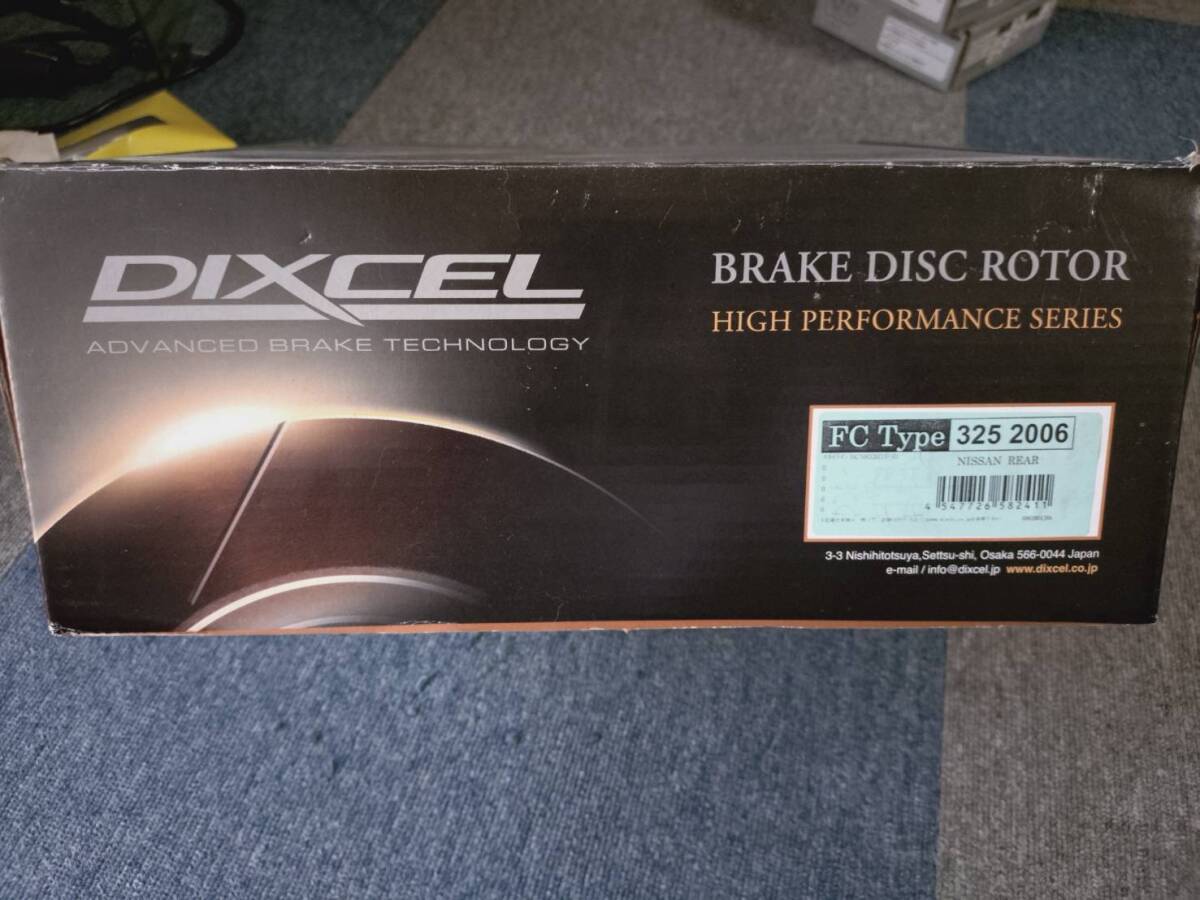 DIXCEL
ADVANCED BRAKE TECHNOLOGY
BRAKE DISC ROTOR
HIGH PERFORMANCE SERIES
FC Type 325 2006
NISSAN REAR
4 547726 582411
3-3 Nishihitotsuya,Settsu-shi, Osaka 566-0044 Japan
e-mail / info@dixcel.jp www.dixcel.co.jp